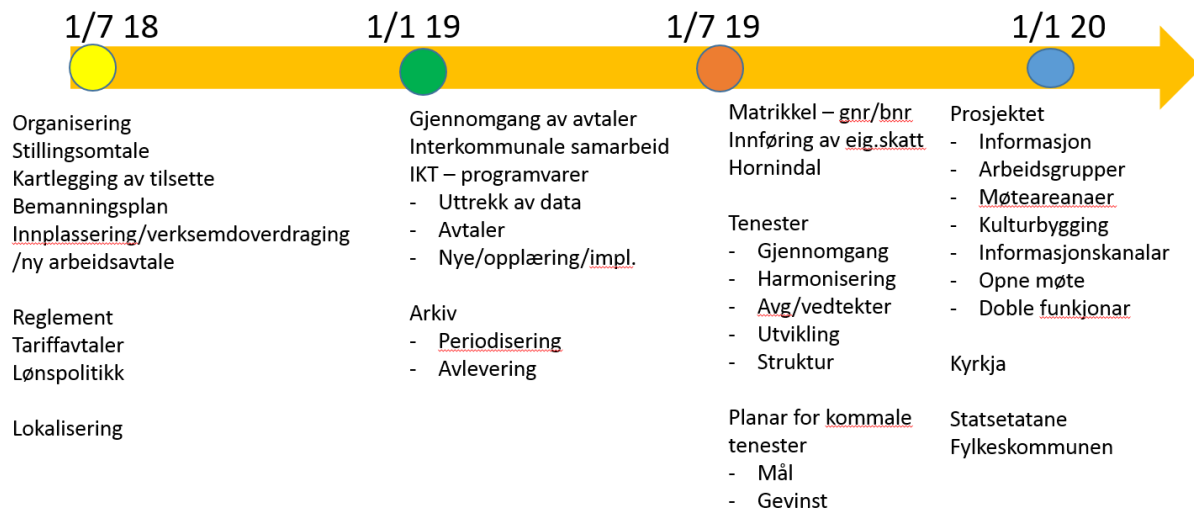 1/7 18
1/1 19
1/7 19
1/1 20
Organisering
Stillingsomtale
Kartlegging av tilsette
Bemanningsplan
Innplassering/verksemdoverdraging
/ny arbeidsavtale
Reglement
Tariffavtaler
Lønspolitikk
Lokalisering
Gjennomgang av avtaler
Interkommunale samarbeid
IKT – programvarer
- Uttrekk av data
- Avtaler
- Nye/opplæring/impl.
Arkiv
- Periodisering
- Avlevering
Matrikkel – gnr/bnr
Innføring av eig.skatt
Hornindal
Tenester
- Gjennomgang
- Harmonisering
- Avg/vedtekter
- Utvikling
- Struktur
Planar for kommale
tenester
- Mål
- Gevinst
Prosjektet
- Informasjon
- Arbeidsgrupper
- Møteareanaer
- Kulturbygging
- Informasjonskanalar
- Opne møte
- Doble funkjonar
Kyrkja
Statsetatane
Fylkeskommunen